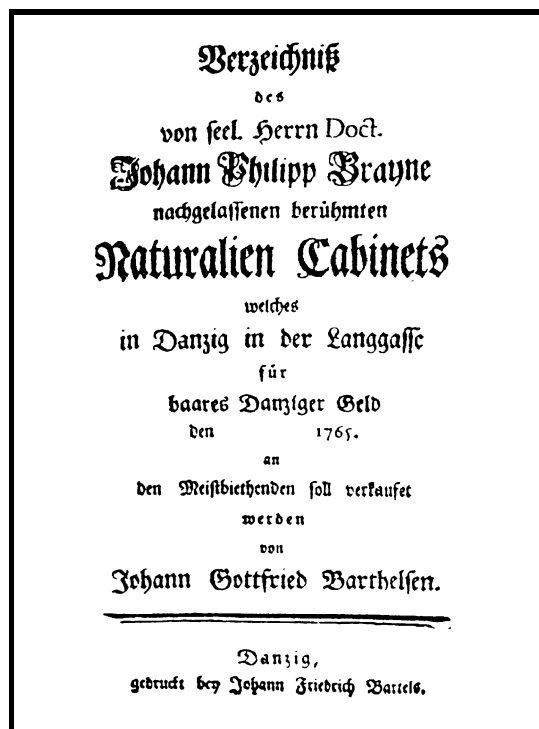 Verzeichniß
des
von seel. Herrn Doct.
Johann Philipp Brayne
nachgelassenen berühmten
Naturalien Cabinets
welches
in Danzig in der Langgasse
für
baares Danziger Geld
den 1765.
an
den Meistbiethenden soll verkaufet
werden
von
Johann Gottfried Barthelsen.
Danzig,
gedruckt bey Johann Friedrich Bartels.